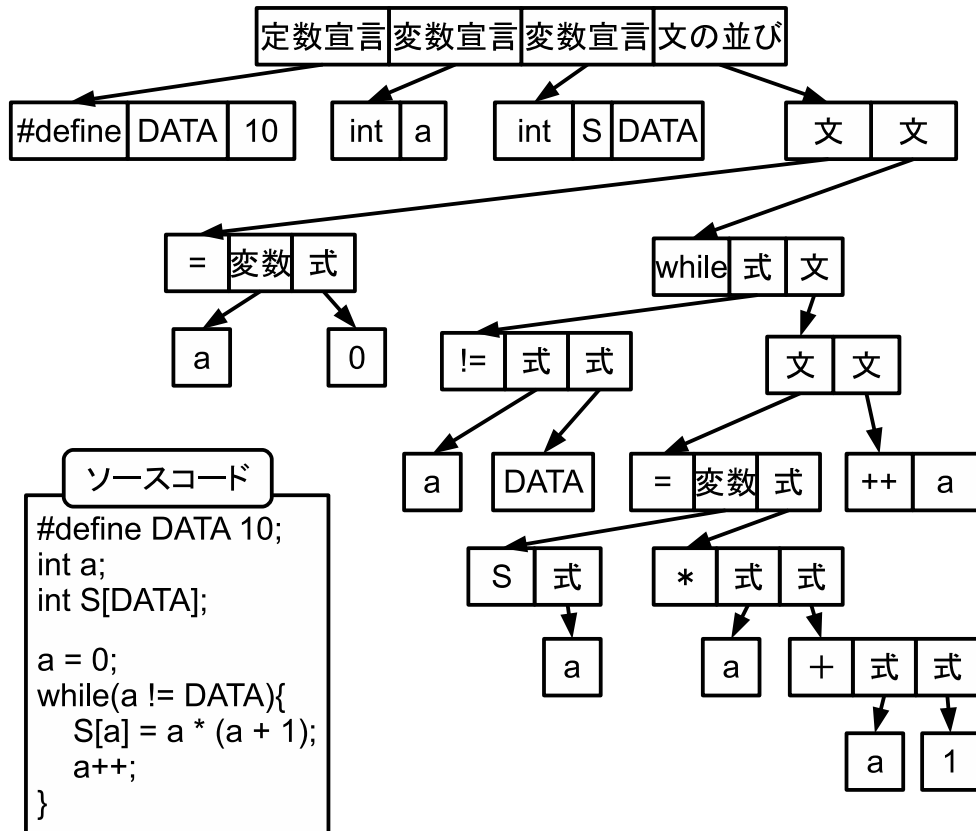 定数宣言 変数宣言 変数宣言 文の並び
#define DATA 10
int a
int S DATA
文 文
= 変数 式
while 式 文
a
0
!= 式 式
文 文
a
DATA
= 変数 式
++ a
S 式
* 式 式
a
a
+ 式 式
a
1
ソースコード
#define DATA 10;
int a;
int S[DATA];
a = 0;
while(a != DATA){
S[a] = a * (a + 1);
a++;
}